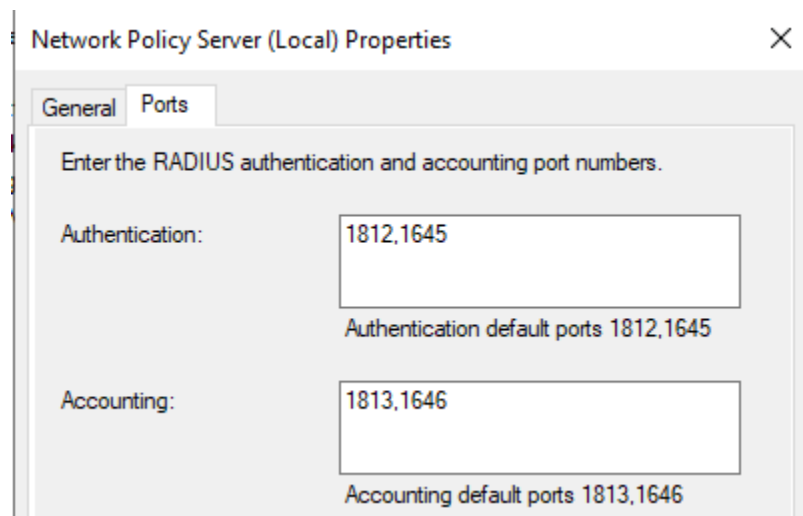 Network Policy Server (Local) Properties
General Ports
Enter the RADIUS authentication and accounting port numbers.
Authentication: 1812,1645
Authentication default ports 1812,1645
Accounting: 1813,1646
Accounting default ports 1813,1646